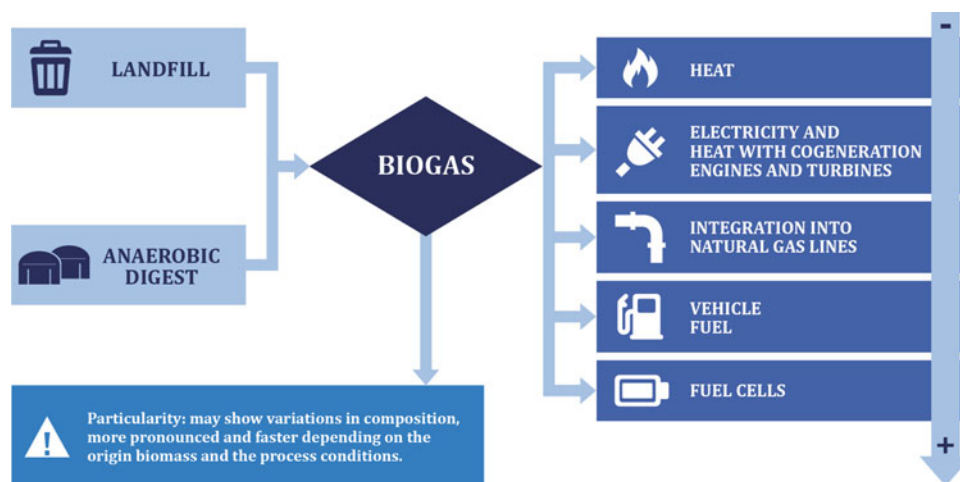 LANDFILL
ANAEROBIC
DIGEST
BIOGAS
Particularity: may show variations in composition,
more pronounced and faster depending on the
origin biomass and the process conditions.
-
HEAT
ELECTRICITY AND
HEAT WITH COGENERATION
ENGINES AND TURBINES
INTEGRATION INTO
NATURAL GAS LINES
VEHICLE
FUEL
FUEL CELLS
+